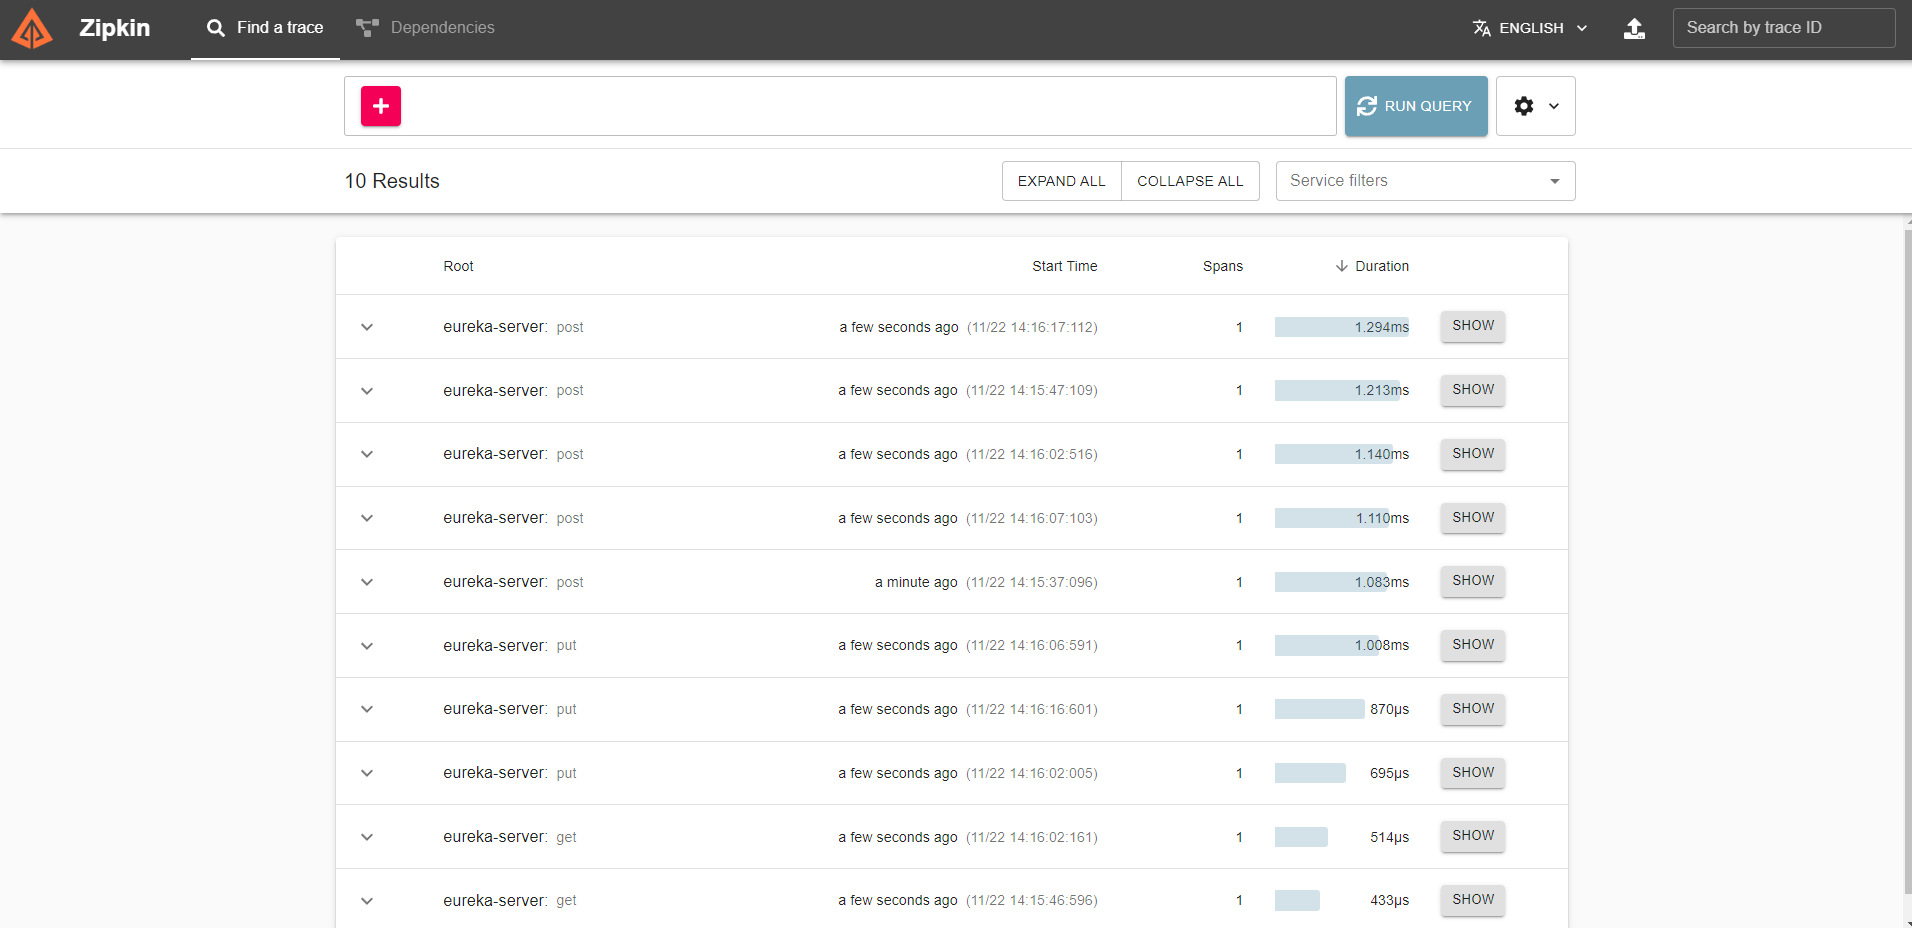 Zipkin Find a trace Dependencies ENGLISH Search by trace ID
RUN QUERY
10 Results EXPAND ALL COLLAPSE ALL Service filters
Root Start Time Spans Duration
eureka-server: post a few seconds ago (11/22 14:16:17:112) 1 1.294ms SHOW
eureka-server: post a few seconds ago (11/22 14:15:47:109) 1 1.213ms SHOW
eureka-server: post a few seconds ago (11/22 14:16:02:516) 1 1.140ms SHOW
eureka-server: post a few seconds ago (11/22 14:16:07:103) 1 1.110ms SHOW
eureka-server: post a minute ago (11/22 14:15:37:096) 1 1.083ms SHOW
eureka-server: put a few seconds ago (11/22 14:16:06:591) 1 1.008ms SHOW
eureka-server: put a few seconds ago (11/22 14:16:16:601) 1 870μs SHOW
eureka-server: put a few seconds ago (11/22 14:16:02:005) 1 695μs SHOW
eureka-server: get a few seconds ago (11/22 14:16:02:161) 1 514μs SHOW
eureka-server: get a few seconds ago (11/22 14:15:46:596) 1 433μs SHOW